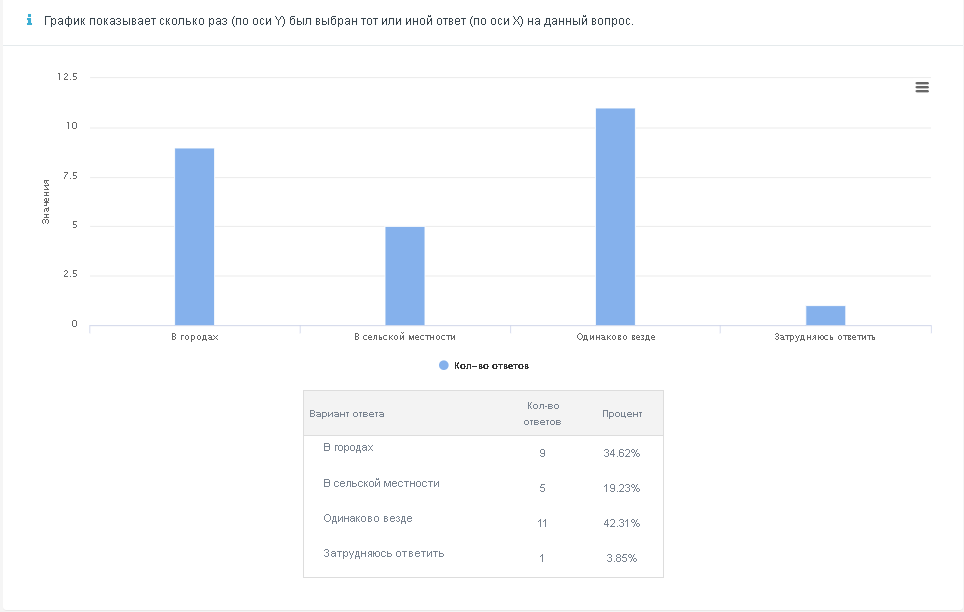 График показывает сколько раз (по оси Y) был выбран тот или иной ответ (по оси X) на данный вопрос.
12.5
10
7.5
5
2.5
0
Значения
В городах
В сельской местности
Одинаково везде
Затрудняюсь ответить
Кол-во ответов
Вариант ответа
Кол-во
ответов
Процент
В городах 9 34.62%
В сельской местности 5 19.23%
Одинаково везде 11 42.31%
Затрудняюсь ответить 1 3.85%